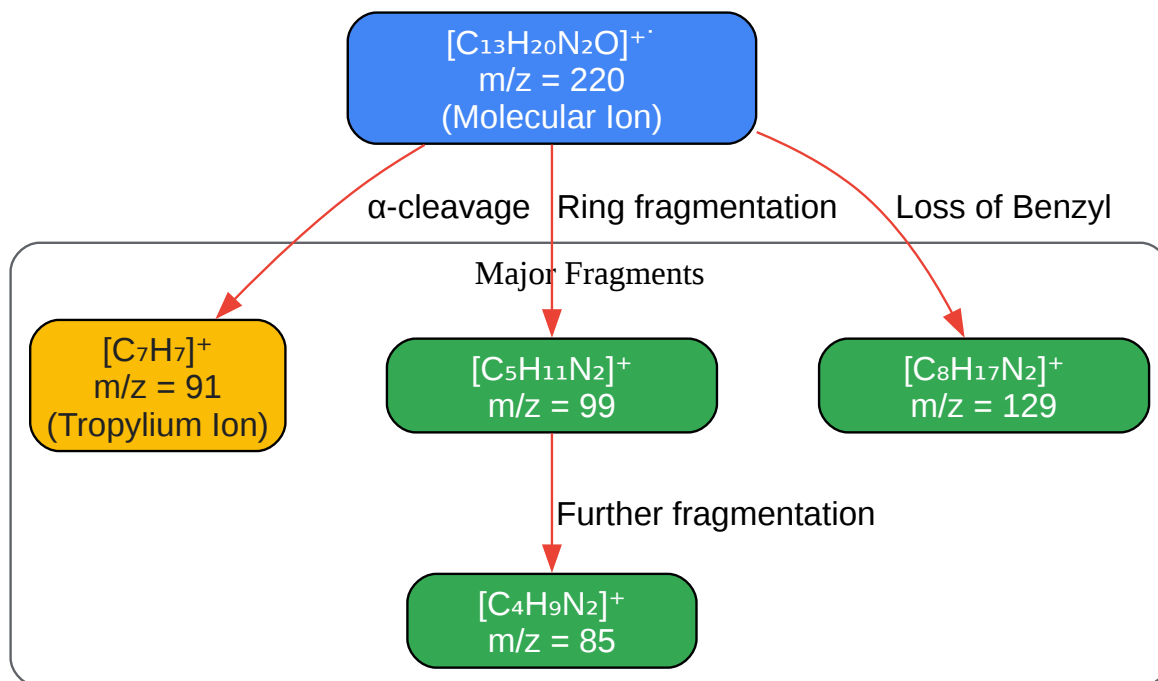 [C₁₃H₂₀N₂O]⁺˙
m/z = 220
(Molecular Ion)
α-cleavage
Ring fragmentation
Loss of Benzyl
Major Fragments
[C₇H₇]⁺
m/z = 91
(Tropylium Ion)
[C₅H₁₁N₂]⁺
m/z = 99
[C₈H₁₇N₂]⁺
m/z = 129
Further fragmentation
[C₄H₉N₂]⁺
m/z = 85